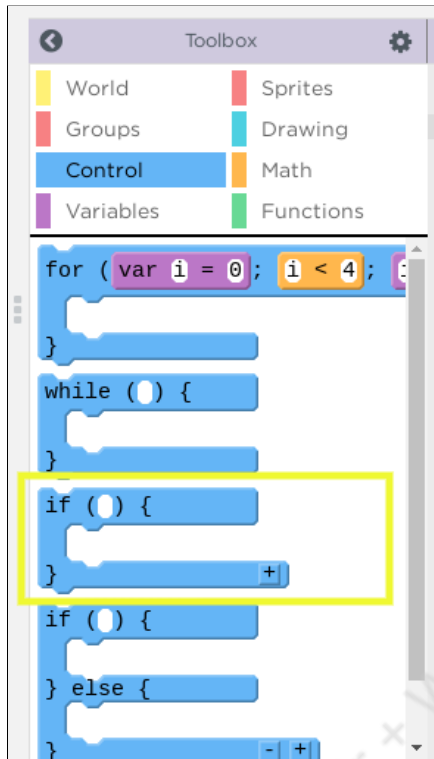 Toolbox
World Sprites
Groups Drawing
Control Math
Variables Functions
for ( var i = 0 ; i < 4 ;
}
while ( ) {
}
if ( ) {
} +
if ( ) {
} else {
} - +